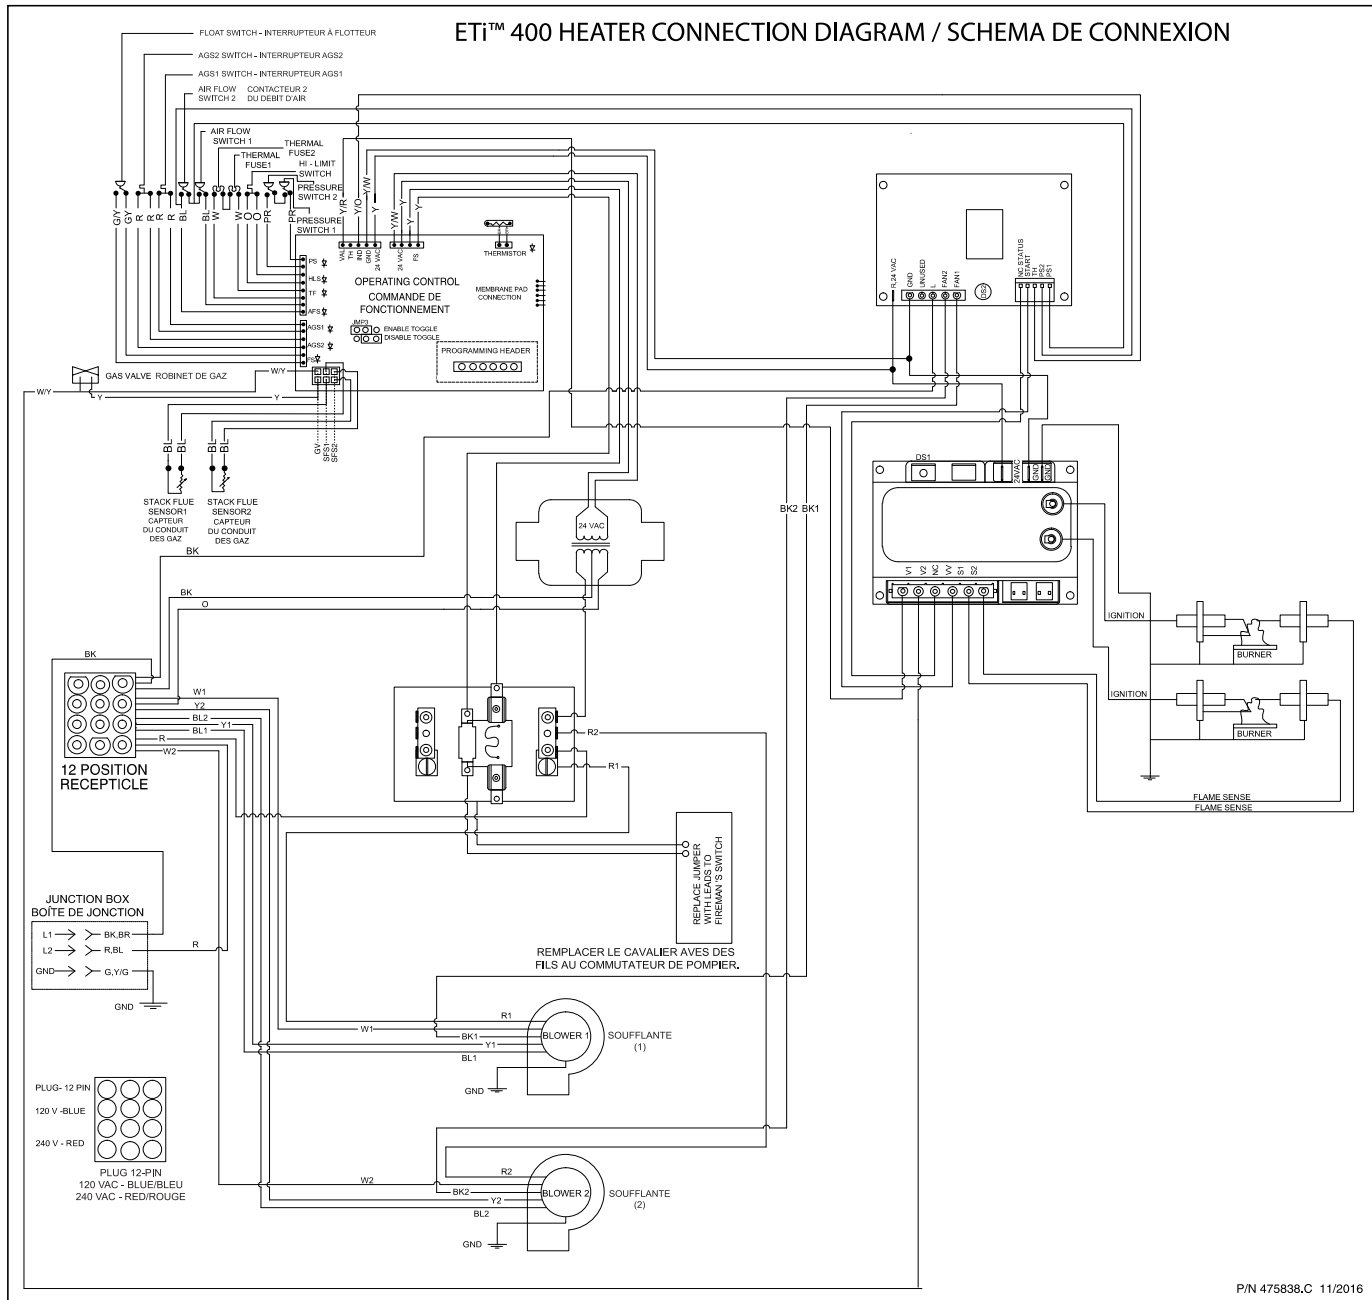 ETi™ 400 HEATER CONNECTION DIAGRAM / SCHEMA DE CONNEXION
FLOAT SWITCH - INTERRUPTEUR À FLOTTEUR
AGS2 SWITCH - INTERRUPTEUR AGS2
AGS1 SWITCH - INTERRUPTEUR AGS1
AIR FLOW SWITCH 2
CONTACTEUR 2
DU DEBIT D'AIR
AIR FLOW
SWITCH 1
THERMAL
FUSE2
THERMAL
FUSE1
HI - LIMIT
SWITCH
PRESSURE
SWITCH 2
PRESSURE
SWITCH 1
G/Y
GY
R
R
R
R
BL
BL
W
W
O
O
PR
PR
Y/R
Y/O
Y/W
Y
Y/W
Y
Y
Y
VAL
TH
IND
GND
24 VAC
24 VAC
FS
THERMISTOR
PS
HLS
TF
AFS
AGS1
AGS2
FS
OPERATING CONTROL
COMMANDE DE
FONCTIONNEMENT
MEMBRANE PAD
CONNECTION
JMP3
ENABLE TOGGLE
DISABLE TOGGLE
PROGRAMMING HEADER
R,24 VAC
GND
UNUSED
L
FAN2
FAN1
DS2
NC STATUS
START
TH
PS2
PS1
GAS VALVE ROBINET DE GAZ
W/Y
W/Y
Y
Y
GV
SFS1
SFS2
BL
BL
BL
BL
STACK FLUE
SENSOR1
CAPTEUR
DU CONDUIT
DES GAZ
STACK FLUE
SENSOR2
CAPTEUR
DU CONDUIT
DES GAZ
DS1
24VAC
GND
GND
24 VAC
BK2
BK1
V1
V2
NC
VV
S1
S2
BK
BK
O
BK
IGNITION
BURNER
IGNITION
BURNER
FLAME SENSE
FLAME SENSE
W1
Y2
BL2
Y1
BL1
R
W2
12 POSITION
RECEPTICLE
R2
R1
REPLACE JUMPER
WITH LEADS TO
FIREMAN 'S SWITCH
REMPLACER LE CAVALIER AVES DES
FILS AU COMMUTATEUR DE POMPIER.
JUNCTION BOX
BOÎTE DE JONCTION
L1
BK,BR
L2
R,BL
R
GND
G,Y/G
GND
R1
W1
BK1
Y1
BL1
BLOWER 1
SOUFFLANTE
(1)
GND
PLUG- 12 PIN
120 V -BLUE
240 V - RED
PLUG 12-PIN
120 VAC - BLUE/BLEU
240 VAC - RED/ROUGE
R2
W2
BK2
Y2
BL2
BLOWER 2
SOUFFLANTE
(2)
GND
P/N 475838.C 11/2016